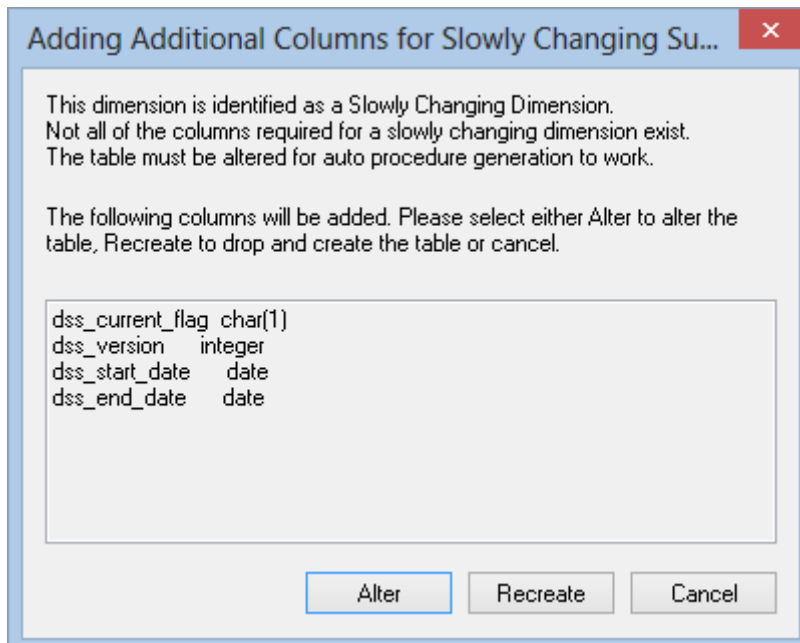 Adding Additional Columns for Slowly Changing Su...
This dimension is identified as a Slowly Changing Dimension.
Not all of the columns required for a slowly changing dimension exist.
The table must be altered for auto procedure generation to work.
The following columns will be added. Please select either Alter to alter the
table, Recreate to drop and create the table or cancel.
dss_current_flag char(1)
dss_version integer
dss_start_date date
dss_end_date date
Alter Recreate Cancel